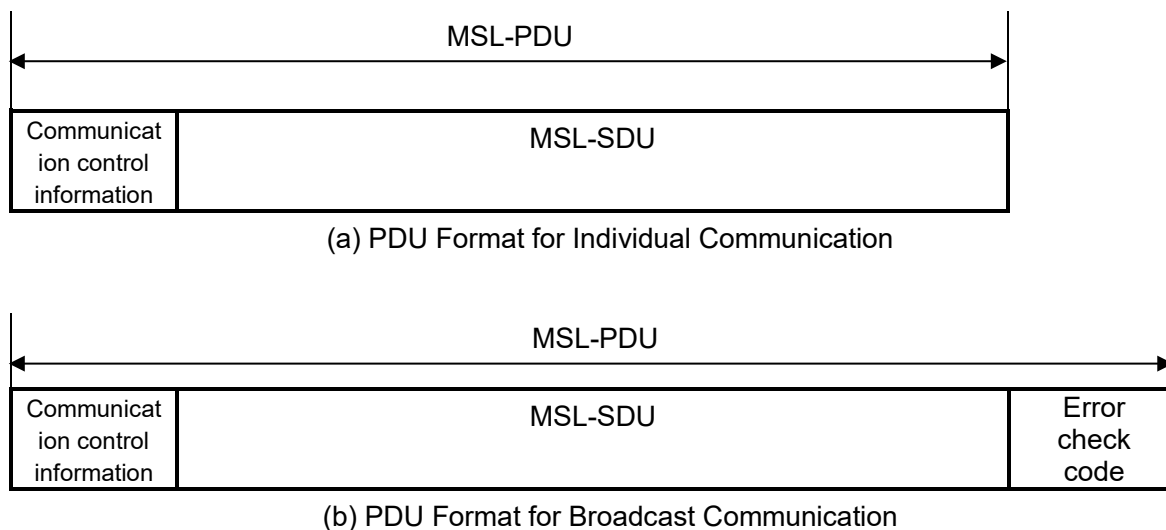 MSL-PDU
Communicat
ion control
information
MSL-SDU
(a) PDU Format for Individual Communication
MSL-PDU
Communicat
ion control
information
MSL-SDU
Error
check
code
(b) PDU Format for Broadcast Communication